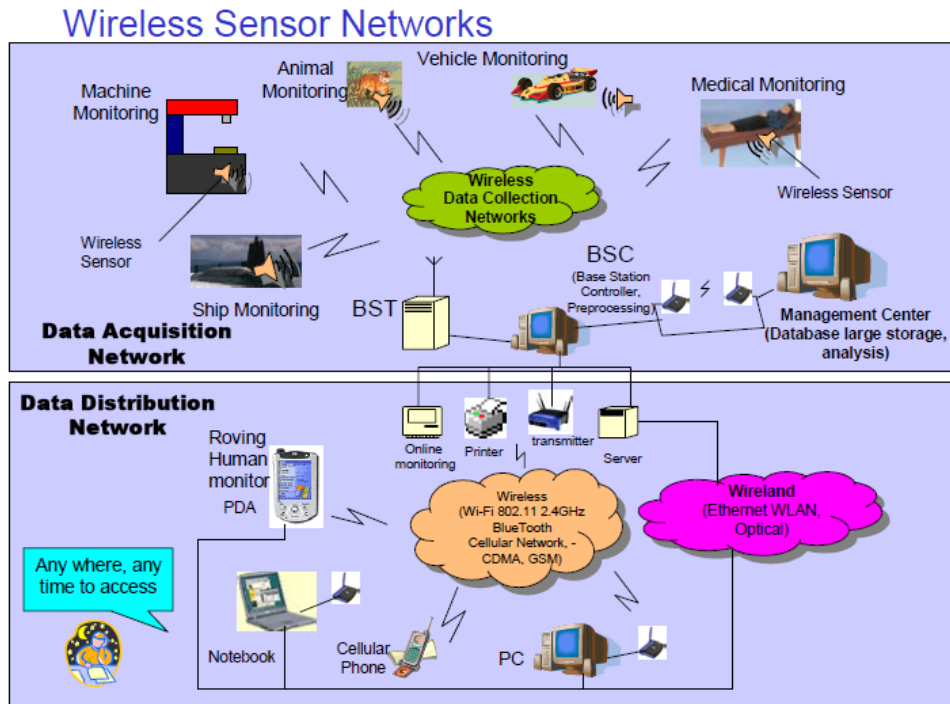 Wireless Sensor Networks
Machine
Monitoring
Animal
Monitoring
Vehicle Monitoring
Medical Monitoring
Wireless
Data Collection
Networks
Wireless Sensor
Wireless
Sensor
Ship Monitoring
BST
BSC
(Base Station
Controller,
Preprocessing)
Management Center
(Database large storage,
analysis)
Data Acquisition
Network
Data Distribution
Network
Roving
Human
monitor
PDA
Online
monitoring
Printer
transmitter
Server
Wireless
(Wi-Fi 802.11 2.4GHz
BlueTooth
Cellular Network, -
CDMA, GSM)
Wireland
(Ethernet WLAN,
Optical)
Any where, any
time to access
Notebook
Cellular
Phone
PC